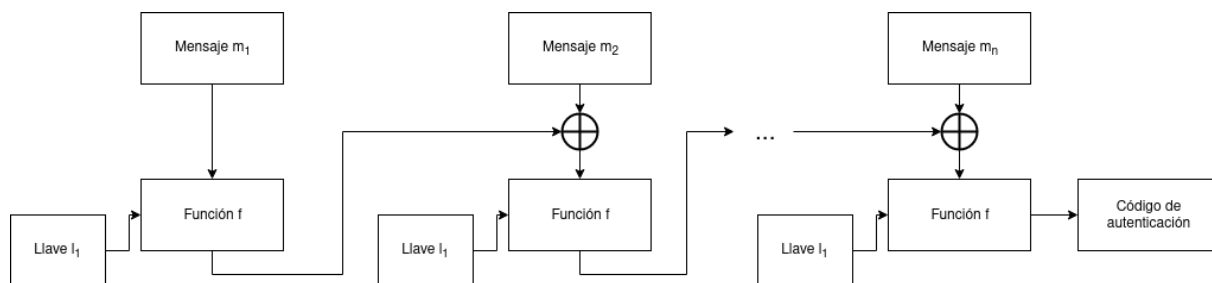 Mensaje m1
Mensaje m2
Mensaje mn
...
Función f
Función f
Función f
Código de
autenticación
Llave l1
Llave l1
Llave l1